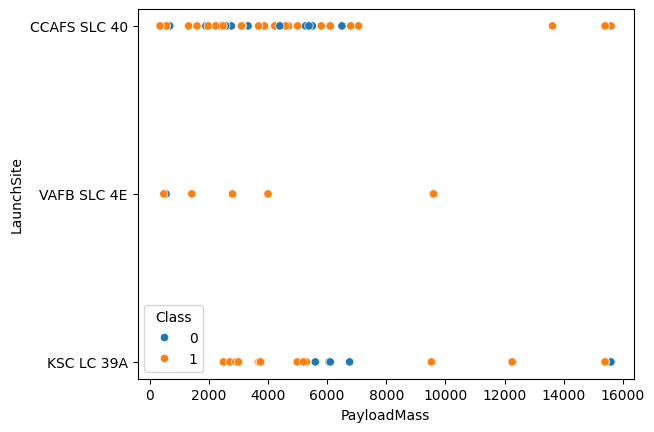 CCAFS SLC 40
VAFB SLC 4E
KSC LC 39A
LaunchSite
Class
0
1
0 2000 4000 6000 8000 10000 12000 14000 16000
PayloadMass